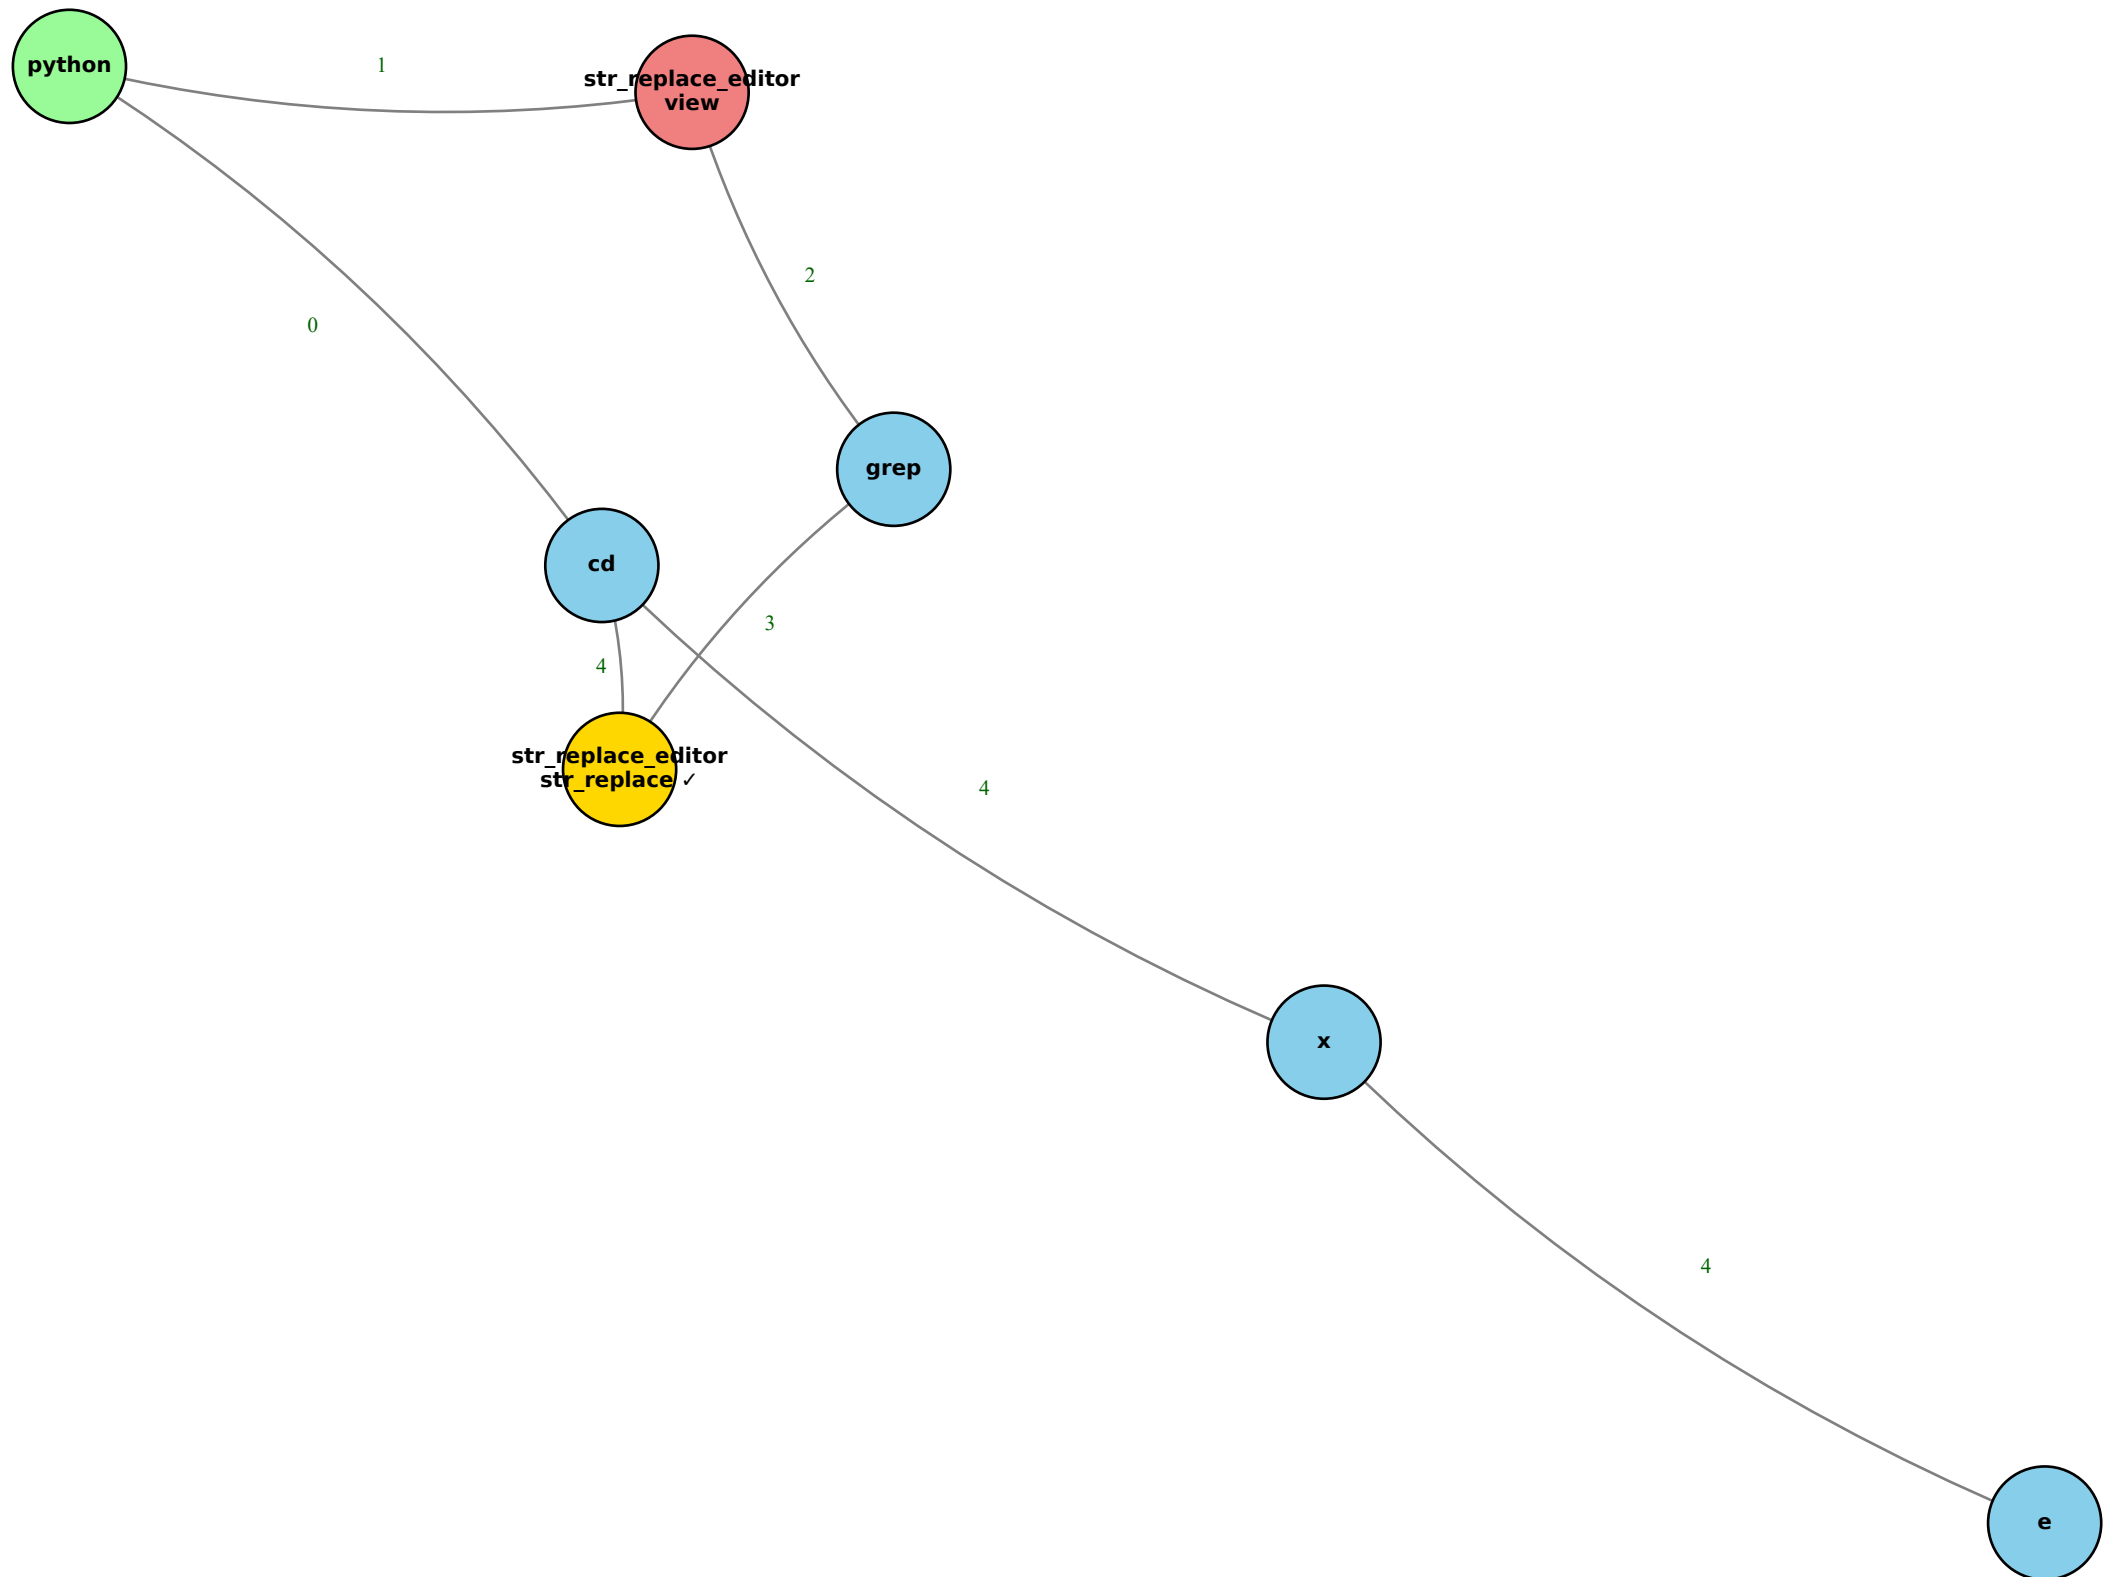 python
1
str_replace_editor
view
2
0
grep
cd
3
4
str_replace_editor
str_replace ✓
4
x
4
e